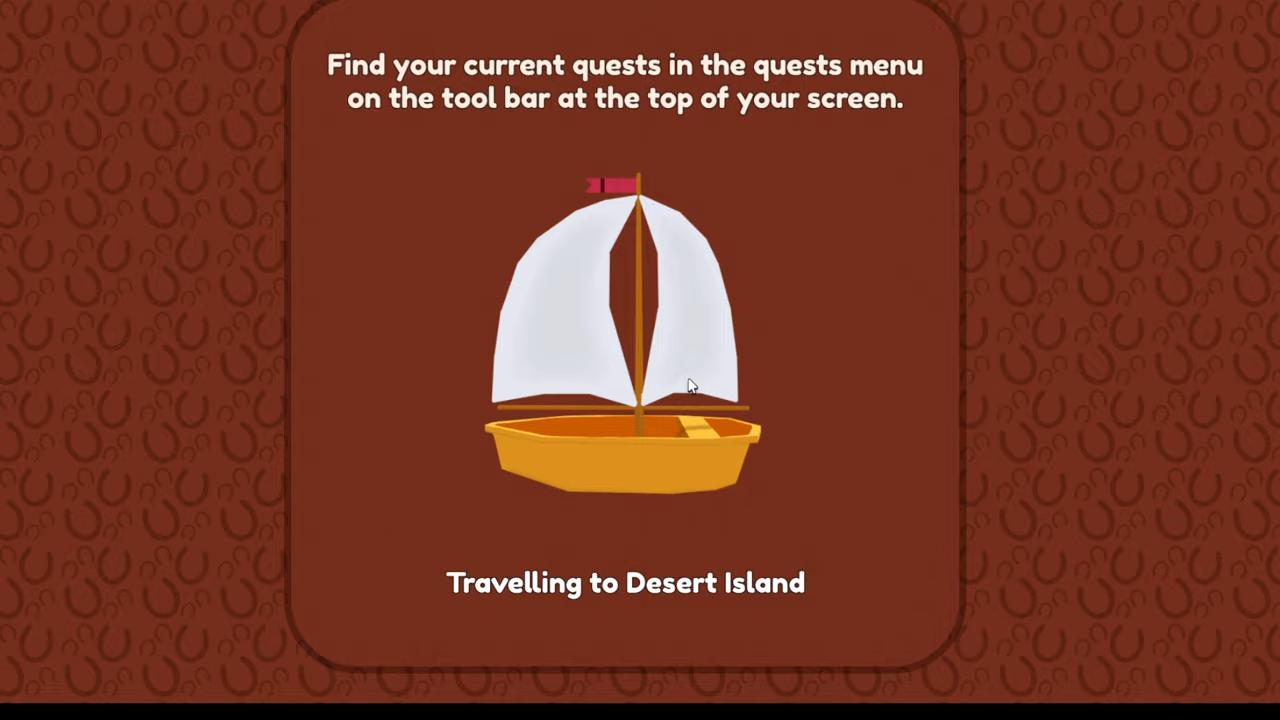 Find your current quests in the quests menu
on the tool bar at the top of your screen.
Travelling to Desert Island